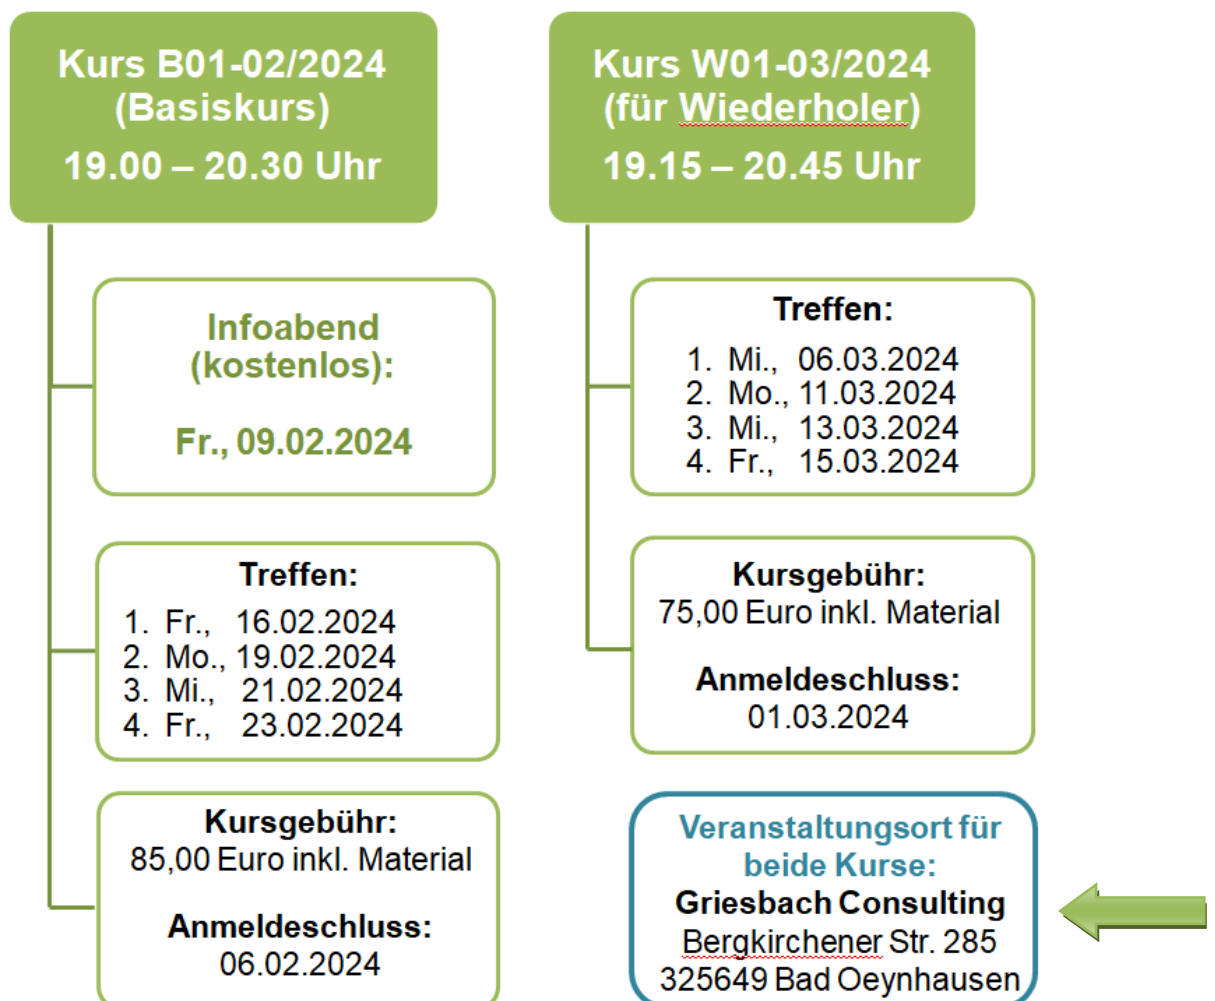 Kurs B01-02/2024
(Basiskurs)
19.00 – 20.30 Uhr
Infoabend
(kostenlos):
Fr., 09.02.2024
Treffen:
1. Fr., 16.02.2024
2. Mo., 19.02.2024
3. Mi., 21.02.2024
4. Fr., 23.02.2024
Kursgebühr:
85,00 Euro inkl. Material
Anmeldeschluss:
06.02.2024
Kurs W01-03/2024
(für Wiederholer)
19.15 – 20.45 Uhr
Treffen:
1. Mi., 06.03.2024
2. Mo., 11.03.2024
3. Mi., 13.03.2024
4. Fr., 15.03.2024
Kursgebühr:
75,00 Euro inkl. Material
Anmeldeschluss:
01.03.2024
Veranstaltungsort für
beide Kurse:
Griesbach Consulting
Bergkirchener Str. 285
325649 Bad Oeynhausen